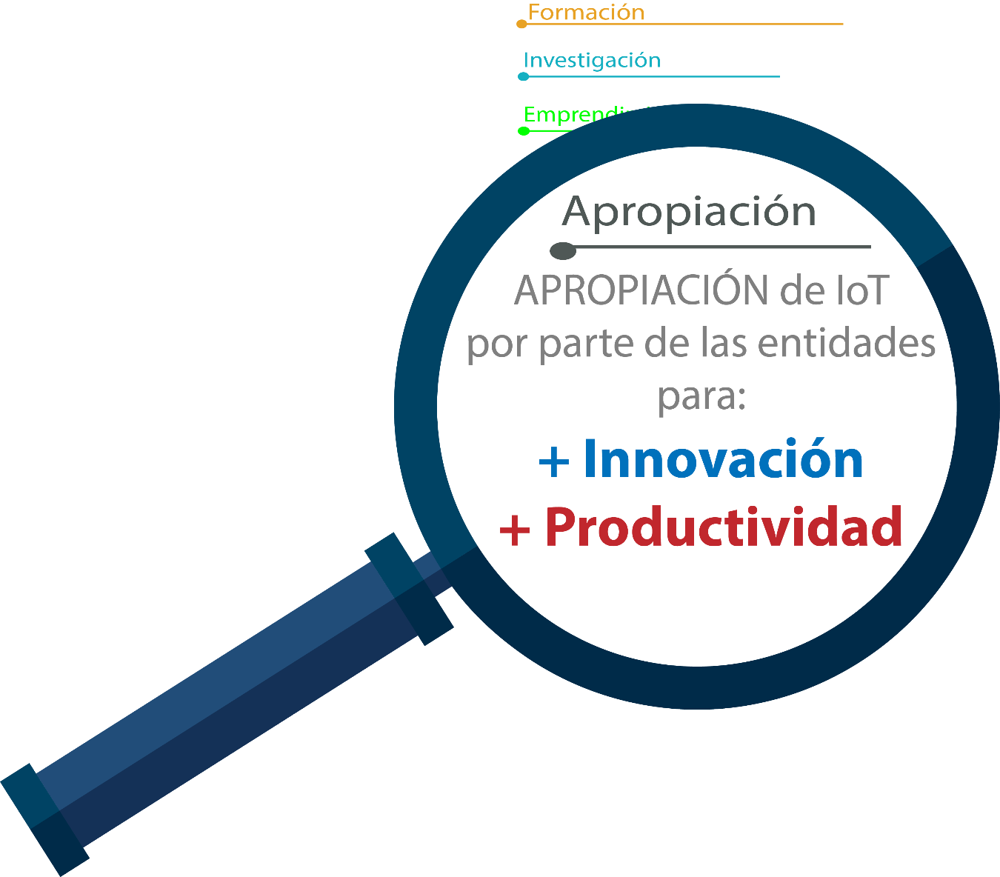 Formación
Investigación
Apropiación
APROPIACIÓN de IoT
por parte de las entidades
para:
+ Innovación
+ Productividad